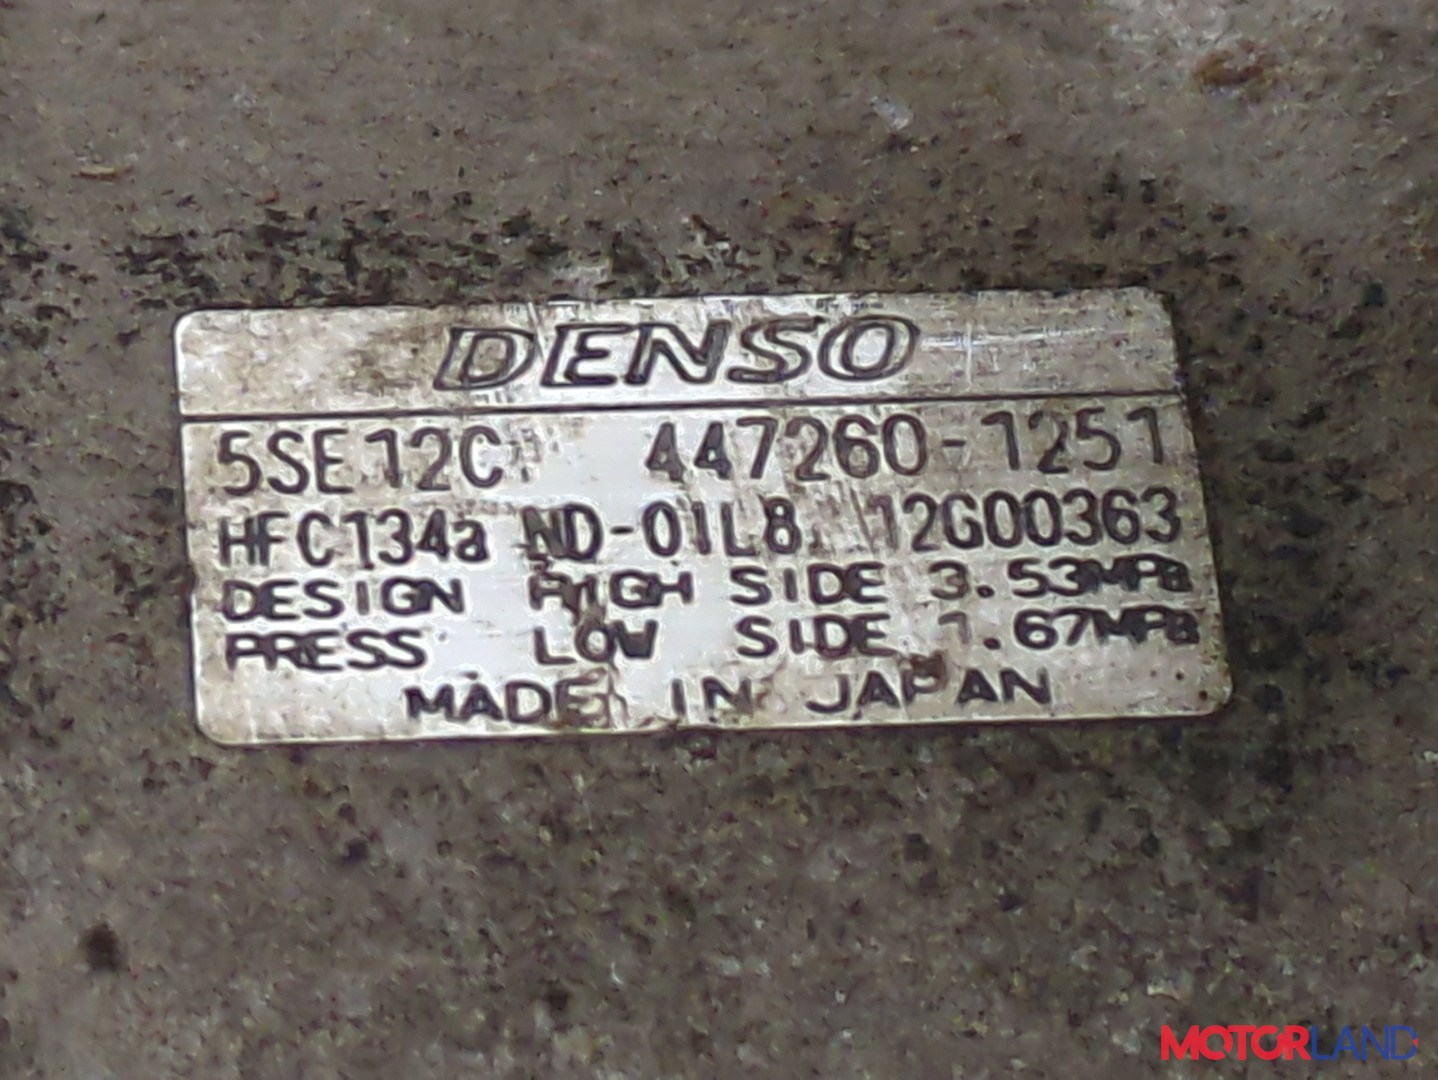 DENSO
5SE12C 447260-1251
HFC134a ND-OIL8 12G00363
DESIGN HIGH SIDE 3.53MPa
PRESS LOW SIDE 1.67MPa
MADE IN JAPAN
MOTORLAND